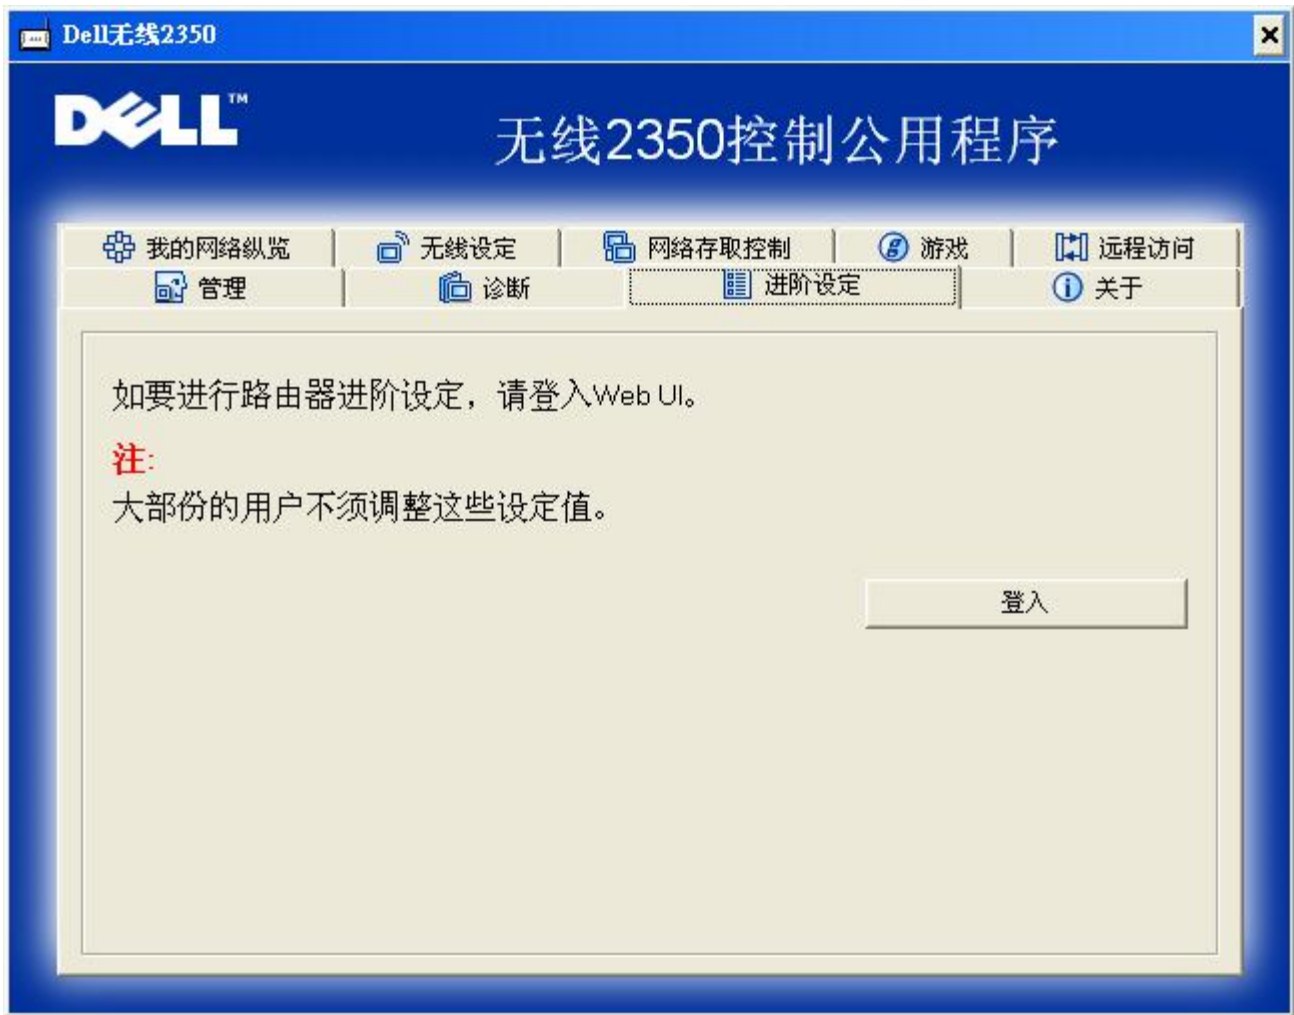 Dell无线2350
DELL™
无线2350控制公用程序
我的网络纵览 无线设定 网络存取控制 游戏 远程访问
管理 诊断 进阶设定 关于
如要进行路由器进阶设定，请登入Web UI。
注:
大部份的用户不须调整这些设定值。
登入